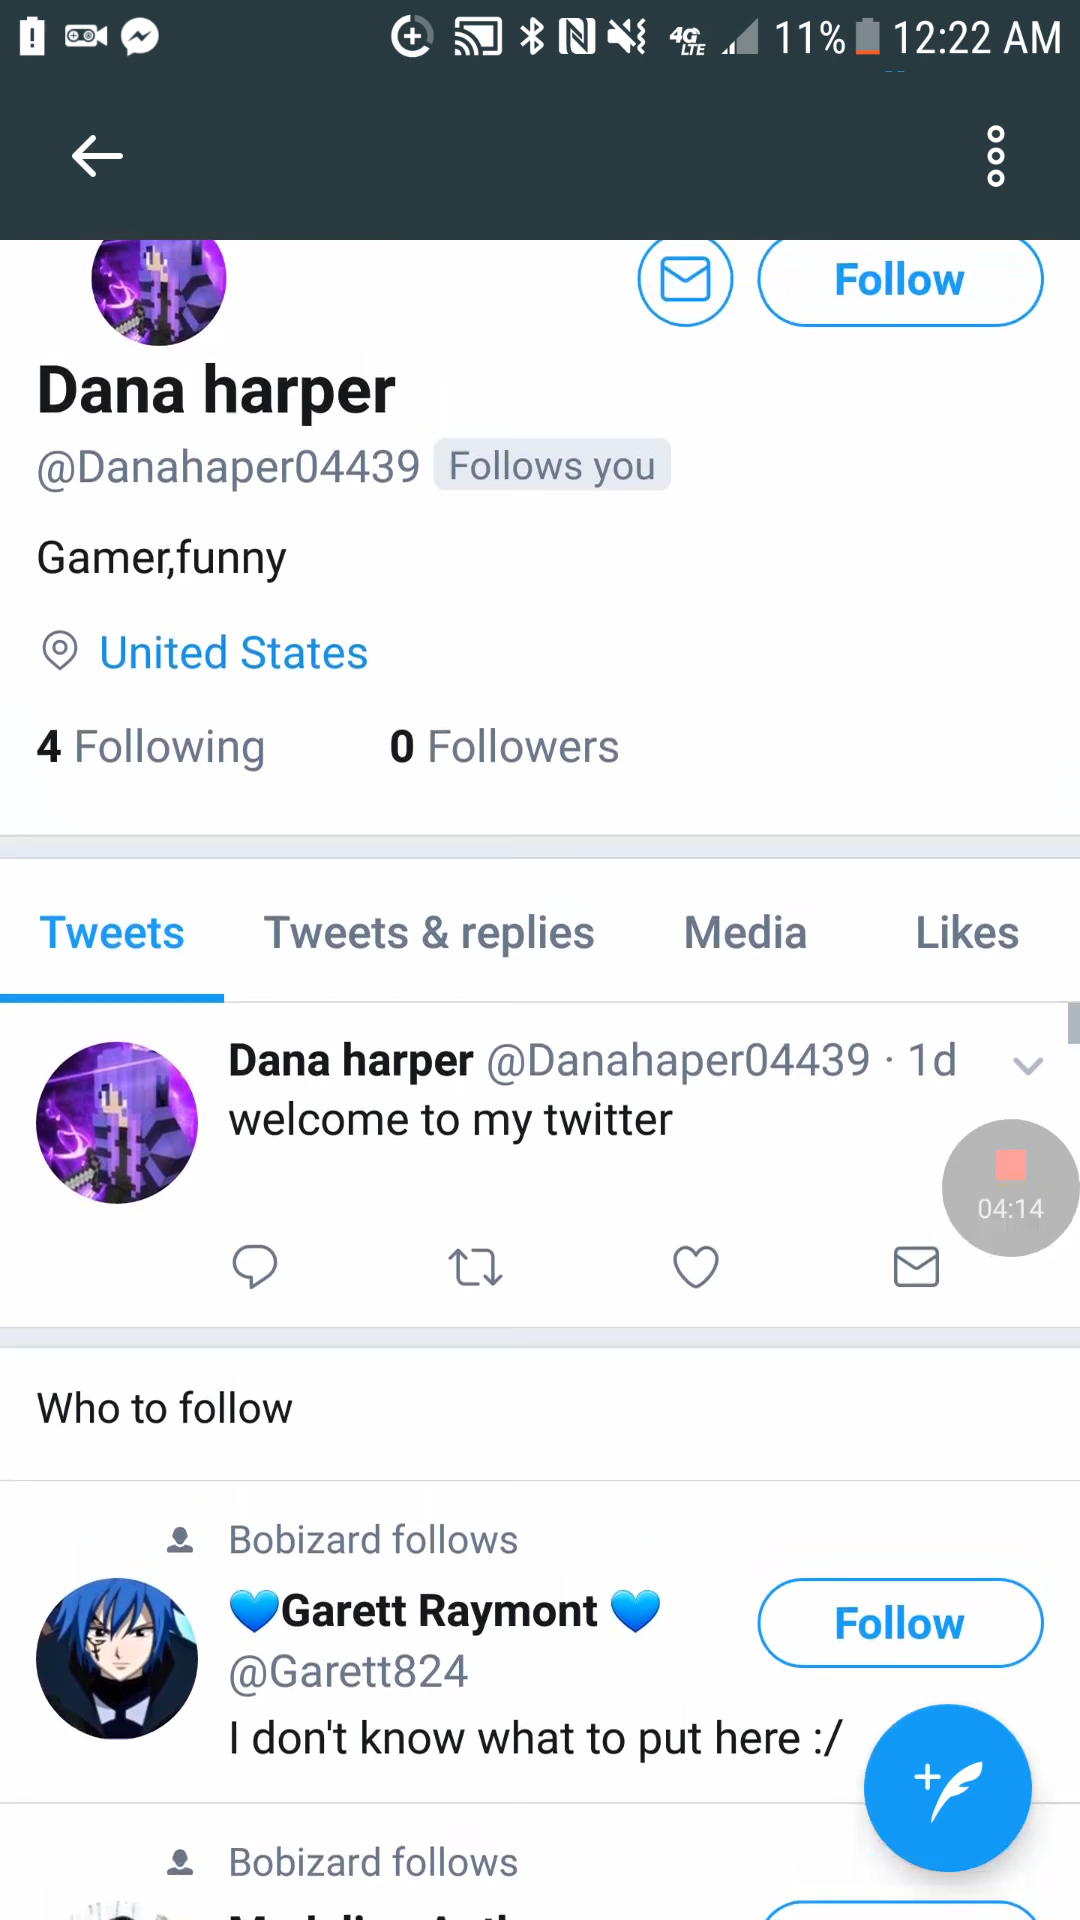 11% 12:22 AM
Follow
Dana harper
@Danahaper04439 Follows you
Gamer,funny
United States
4 Following 0 Followers
Tweets Tweets & replies Media Likes
Dana harper @Danahaper04439 · 1d
welcome to my twitter
04:14
Who to follow
Bobizard follows
💙Garett Raymont 💙
Follow
@Garett824
I don't know what to put here :/
Bobizard follows